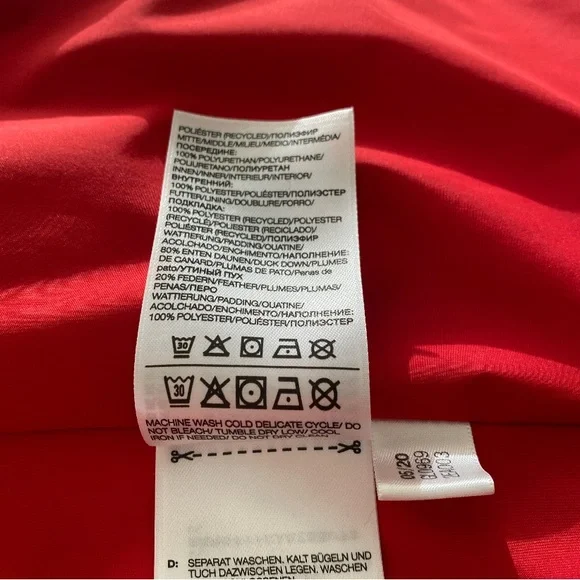 POLIÉSTER (RECYCLED)/ПОЛИЭФИР
MITTE/MIDDLE/MILIEU/MEDIO/INTERMÉDIA/
ПОСЕРЕДИНЕ:
100% POLYURETHAN/POLYURETHANE/
POLIURETANO/ПОЛИУРЕТАН
INNEN/INNER/INTERIEUR/INTERIOR/
ВНУТРЕННИЙ:
100% POLYESTER/POLIÉSTER/ПОЛИЭСТЕР
FUTTER/LINING/DOUBLURE/FORRO/
ПОДКЛАДКА:
100% POLYESTER (RECYCLED)/POLYESTER
(RECYCLÉ)/POLIÉSTER (RECICLADO)/
POLIÉSTER (RECYCLED)/ПОЛИЭФИР
WATTIERUNG/PADDING/OUATINE/
ACOLCHADO/ENCHIMENTO/НАПОЛНЕНИЕ:
80% ENTEN DAUNEN/DUCK DOWN/PLUMES
DE CANARD/PLUMAS DE PATO/Penas de
pato/УТИНЫЙ ПУХ
20% FEDERN/FEATHER/PLUMES/PLUMAS/
PENAS/ПЕРО
WATTIERUNG/PADDING/OUATINE/
ACOLCHADO/ENCHIMENTO/НАПОЛНЕНИЕ:
100% POLYESTER/POLIÉSTER/ПОЛИЭСТЕР
30
30
MACHINE WASH COLD DELICATE CYCLE/ DO
NOT BLEACH/ TUMBLE DRY LOW/ COOL
IRON IF NEEDED/ DO NOT DRY CLEAN
06/20
GL0969
D: SEPARAT WASCHEN. KALT BÜGELN UND
TUCH DAZWISCHEN LEGEN. WASCHEN